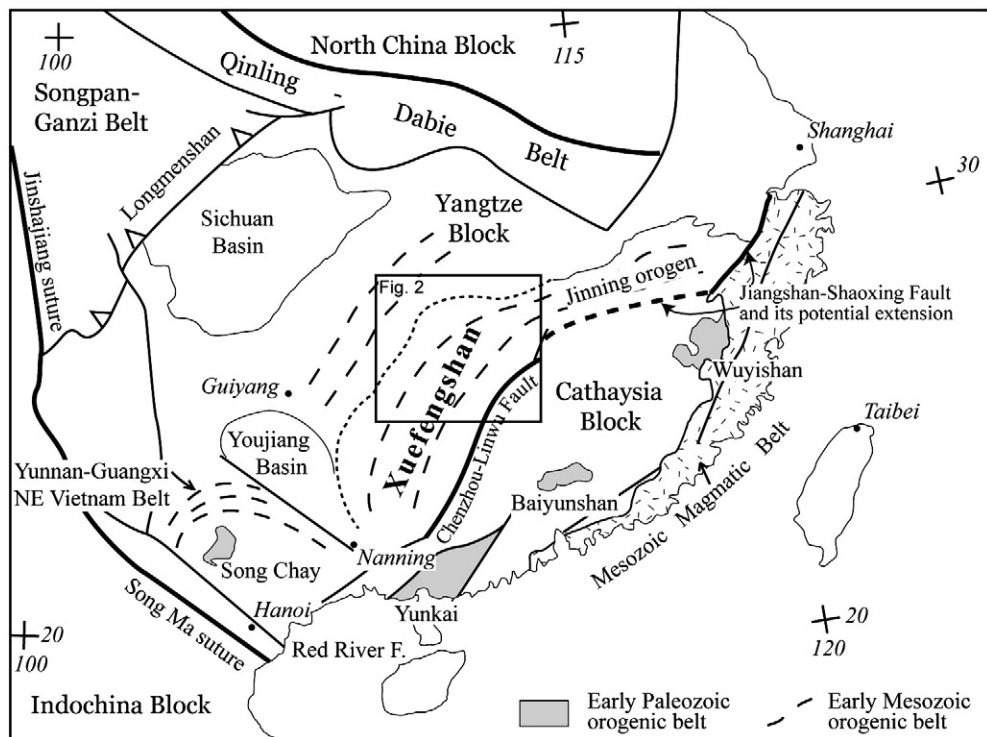 North China Block
100
115
Qinling - Dabie Belt
Songpan-
Ganzi Belt
Shanghai
30
Longmenshan
Jinshajiang suture
Sichuan
Basin
Yangtze
Block
Fig. 2
Jinning orogen
Jiangshan-Shaoxing Fault
and its potential extension
Xuefengshan
Wuyishan
Guiyang
Cathaysia
Block
Taibei
Youjiang
Basin
Chenzhou-Linwu Fault
Yunnan-Guangxi
NE Vietnam Belt
Baiyunshan
Mesozoic Magmatic Belt
Nanning
Song Chay
Hanoi
Yunkai
20
100
Song Ma suture
Red River F.
20
120
Indochina Block
Early Paleozoic
orogenic belt
Early Mesozoic
orogenic belt